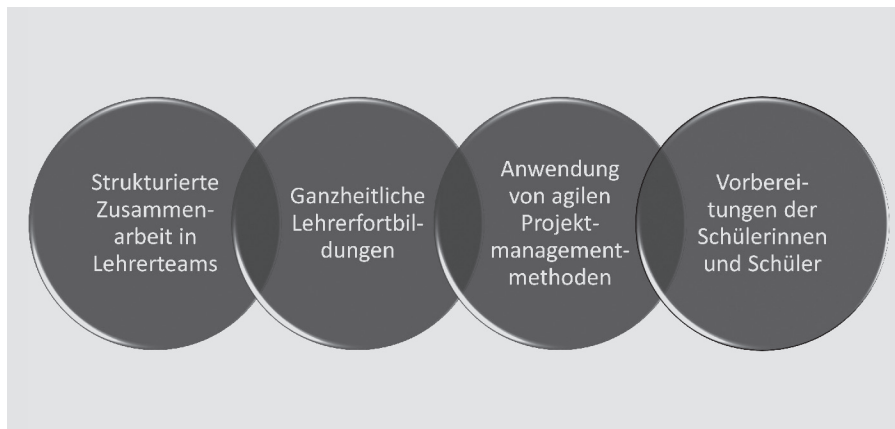 Strukturierte
Zusammen-
arbeit in
Lehrerteams
Ganzheitliche
Lehrerfortbil-
dungen
Anwendung
von agilen
Projekt-
management-
methoden
Vorberei-
tungen der
Schülerinnen
und Schüler